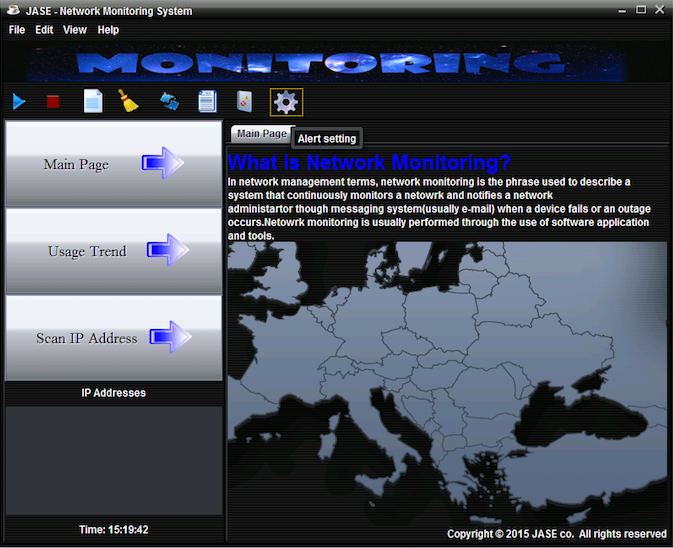 JASE - Network Monitoring System
File Edit View Help
MONITORING
Main Page
Alert setting
Main Page
Usage Trend
Scan IP Address
IP Addresses
Time: 15:19:42
What is Network Monitoring?
In network management terms, network monitoring is the phrase used to describe a
system that continuously monitors a netowrk and notifies a network
administartor though messaging system(usually e-mail) when a device fails or an outage
occurs.Netowrk monitoring is usually performed through the use of software application
and tools.
Copyright © 2015 JASE co. All rights reserved